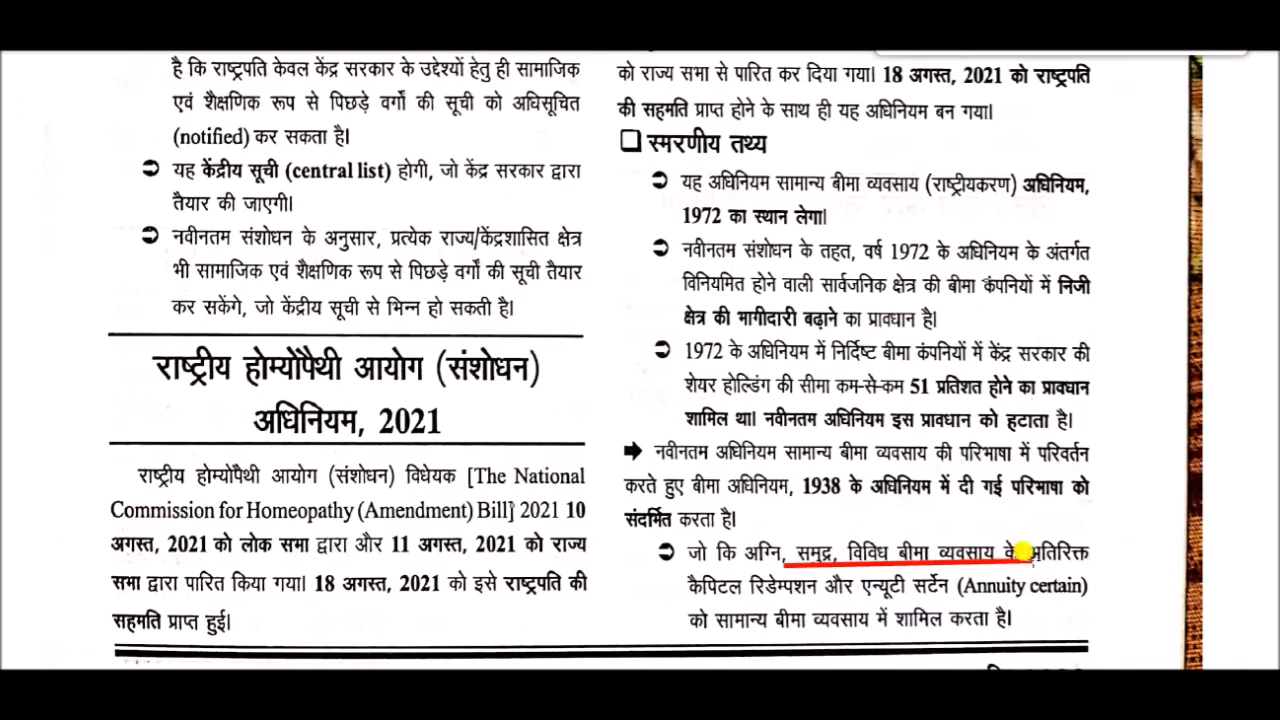 है कि राष्ट्रपति केवल केंद्र सरकार के उद्देश्यों हेतु ही सामाजिक
एवं शैक्षणिक रूप से पिछड़े वर्गों की सूची को अधिसूचित
(notified) कर सकता है।
यह केंद्रीय सूची (central list) होगी, जो केंद्र सरकार द्वारा
तैयार की जाएगी।
नवीनतम संशोधन के अनुसार, प्रत्येक राज्य/केंद्रशासित क्षेत्र
भी सामाजिक एवं शैक्षणिक रूप से पिछड़े वर्गों की सूची तैयार
कर सकेंगे, जो केंद्रीय सूची से भिन्न हो सकती है।
राष्ट्रीय होम्योपैथी आयोग (संशोधन)
अधिनियम, 2021
राष्ट्रीय होम्योपैथी आयोग (संशोधन) विधेयक [The National
Commission for Homeopathy (Amendment) Bill] 2021 10
अगस्त, 2021 को लोक सभा द्वारा और 11 अगस्त, 2021 को राज्य
सभा द्वारा पारित किया गया। 18 अगस्त, 2021 को इसे राष्ट्रपति की
सहमति प्राप्त हुई।
को राज्य सभा से पारित कर दिया गया। 18 अगस्त, 2021 को राष्ट्रपति
की सहमति प्राप्त होने के साथ ही यह अधिनियम बन गया।
स्मरणीय तथ्य
यह अधिनियम सामान्य बीमा व्यवसाय (राष्ट्रीयकरण) अधिनियम,
1972 का स्थान लेगा।
नवीनतम संशोधन के तहत, वर्ष 1972 के अधिनियम के अंतर्गत
विनियमित होने वाली सार्वजनिक क्षेत्र की बीमा कंपनियों में निजी
क्षेत्र की भागीदारी बढ़ाने का प्रावधान है।
1972 के अधिनियम में निर्दिष्ट बीमा कंपनियों में केंद्र सरकार की
शेयर होल्डिंग की सीमा कम-से-कम 51 प्रतिशत होने का प्रावधान
शामिल था। नवीनतम अधिनियम इस प्रावधान को हटाता है।
नवीनतम अधिनियम सामान्य बीमा व्यवसाय की परिभाषा में परिवर्तन
करते हुए बीमा अधिनियम, 1938 के अधिनियम में दी गई परिभाषा को
संदर्भित करता है।
जो कि अग्नि, समुद्र, विविध बीमा व्यवसाय के प्रतिरिक्त
कैपिटल रिडेम्पशन और एन्यूटी सर्टेन (Annuity certain)
को सामान्य बीमा व्यवसाय में शामिल करता है।